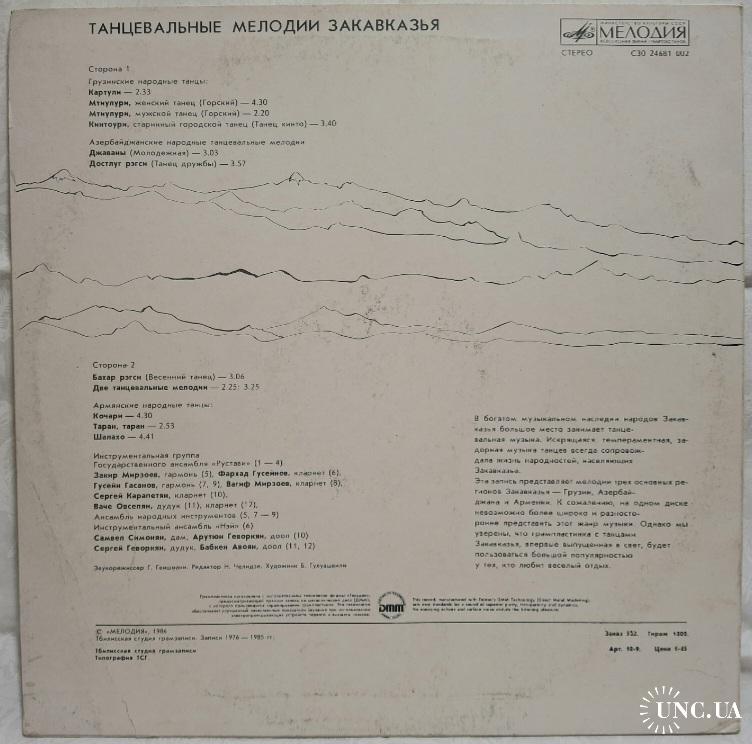 ТАНЦЕВАЛЬНЫЕ МЕЛОДИИ ЗАКАВКАЗЬЯ
МИНИСТЕРСТВО КУЛЬТУРЫ СССР
МЕЛОДИЯ
СТЕРЕО С30 24681 002
Сторона 1
Грузинские народные танцы:
Картули — 2.33
Мтиулури, женский танец (Горский) — 4.30
Мтиулури, мужской танец (Горский) — 2.20
Кинтоури, старинный городской танец (Танец кинто) — 3.40
Азербайджанские народные танцевальные мелодии
Джаваны (Молодежная) — 3.03
Достлуг рэгси (Танец дружбы) — 3.57
Сторона 2
Бахар рэгси (Весенний танец) — 3.06
Две танцевальные мелодии — 2.25; 3.25
Армянские народные танцы:
Кочари — 4.30
Таран, таран — 2.53
Шалахо — 4.41
Инструментальная группа
Государственного ансамбля «Рустави» (1 — 4)
Закир Мирзоев, гармонь (5), Фархад Гусейнов, кларнет (6),
Гусейн Гасанов, гармонь (7, 9), Вагиф Мирзоев, кларнет (8),
Сергей Карапетян, кларнет (10),
Ваче Овсепян, дудук (11), кларнет (12),
Ансамбль народных инструментов (5, 7 — 9)
Инструментальный ансамбль «Нэй» (6)
Самвел Симонян, дам, Арутюн Геворкян, доол (10)
Сергей Геворкян, дудук, Бабкен Авоян, доол (11, 12)
Звукорежиссер Г. Геншиани. Редактор Н. Челидзе. Художник Б. Гулуашвили
В богатом музыкальном наследии народов Закав-
казья большое место занимает танце-
вальная музыка. Искрящаяся, темпераментная, за-
дорная музыка танцев всегда сопровож-
дала жизнь народностей, населяющих
Закавказье.
Эта запись представляет мелодии трех основных ре-
гионов Закавказья — Грузии, Азербай-
джана и Армении. К сожалению, на одном диске
невозможно более широко и разносто-
ронне представить этот жанр музыки. Однако мы
уверены, что грампластинка с танцами
Закавказья, впервые выпущенная в свет, будет
пользоваться большой популярностью
у тех, кто любит веселый отдых.
DMM
© «МЕЛОДИЯ», 1986
Тбилисская студия грамзаписи. Записи 1976 — 1985 гг.
Тбилисская студия грамзаписи
Типография ТСГ
Заказ 352. Тираж 1500.
Арт. 10-9. Цена 1-45
UNC.UA